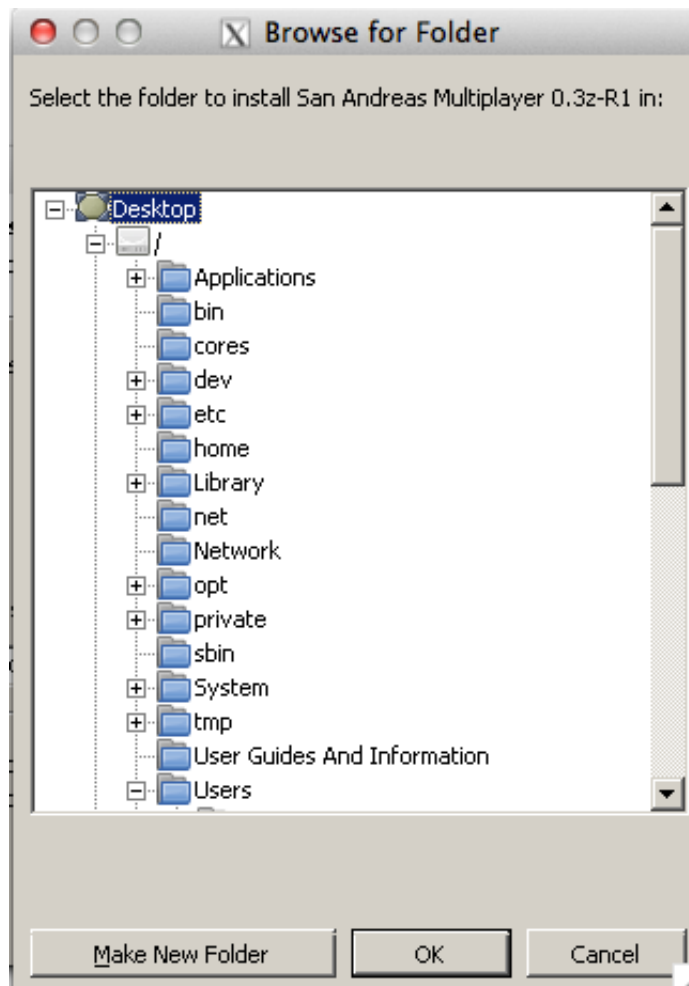 Browse for Folder
Select the folder to install San Andreas Multiplayer 0.3z-R1 in:
Desktop
/
Applications
bin
cores
dev
etc
home
Library
net
Network
opt
private
sbin
System
tmp
User Guides And Information
Users
Make New Folder
OK
Cancel